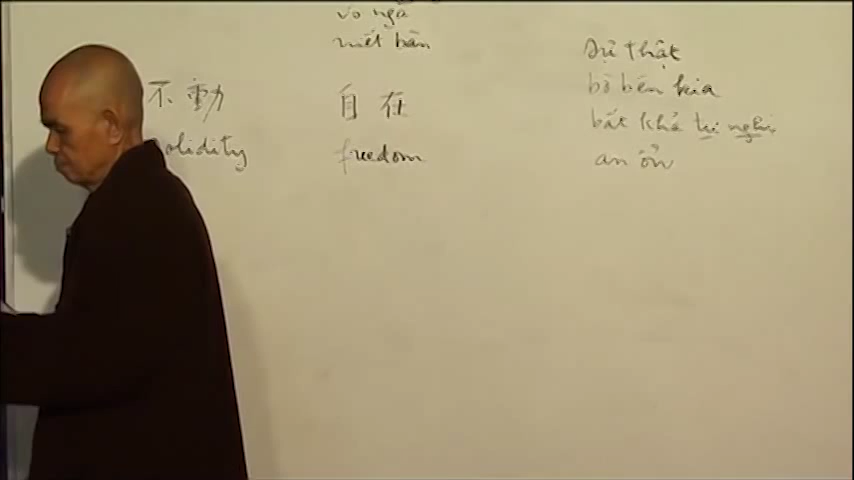 vô ngã
niết bàn
不動
solidity
自在
freedom
sự thật
bờ bên kia
bất khả tư nghì
an ổn